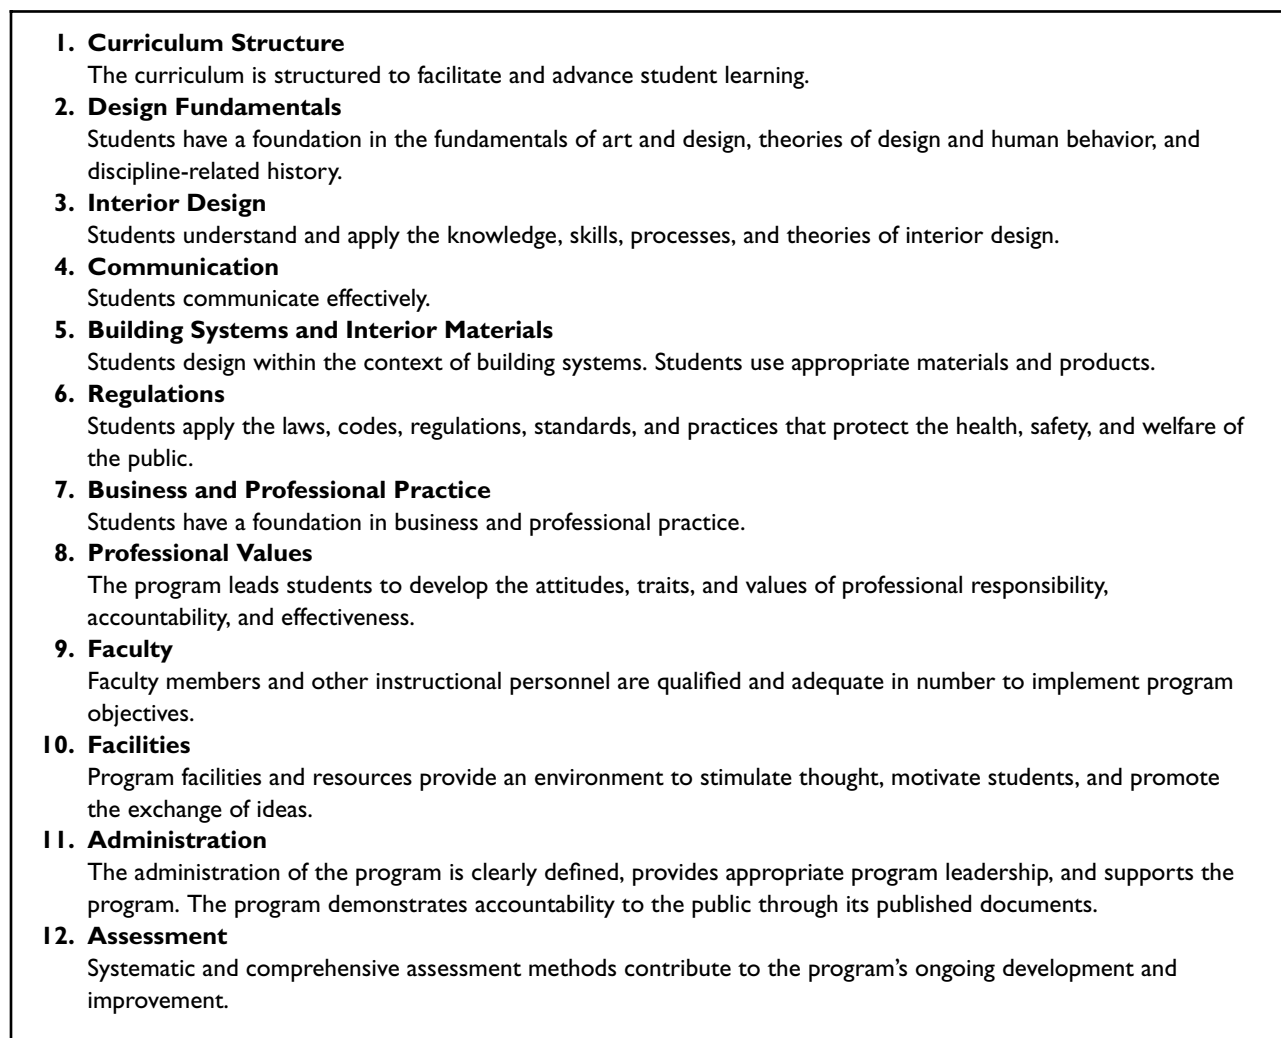 1. Curriculum Structure
The curriculum is structured to facilitate and advance student learning.
2. Design Fundamentals
Students have a foundation in the fundamentals of art and design, theories of design and human behavior, and
discipline-related history.
3. Interior Design
Students understand and apply the knowledge, skills, processes, and theories of interior design.
4. Communication
Students communicate effectively.
5. Building Systems and Interior Materials
Students design within the context of building systems. Students use appropriate materials and products.
6. Regulations
Students apply the laws, codes, regulations, standards, and practices that protect the health, safety, and welfare of
the public.
7. Business and Professional Practice
Students have a foundation in business and professional practice.
8. Professional Values
The program leads students to develop the attitudes, traits, and values of professional responsibility,
accountability, and effectiveness.
9. Faculty
Faculty members and other instructional personnel are qualified and adequate in number to implement program
objectives.
10. Facilities
Program facilities and resources provide an environment to stimulate thought, motivate students, and promote
the exchange of ideas.
11. Administration
The administration of the program is clearly defined, provides appropriate program leadership, and supports the
program. The program demonstrates accountability to the public through its published documents.
12. Assessment
Systematic and comprehensive assessment methods contribute to the program’s ongoing development and
improvement.